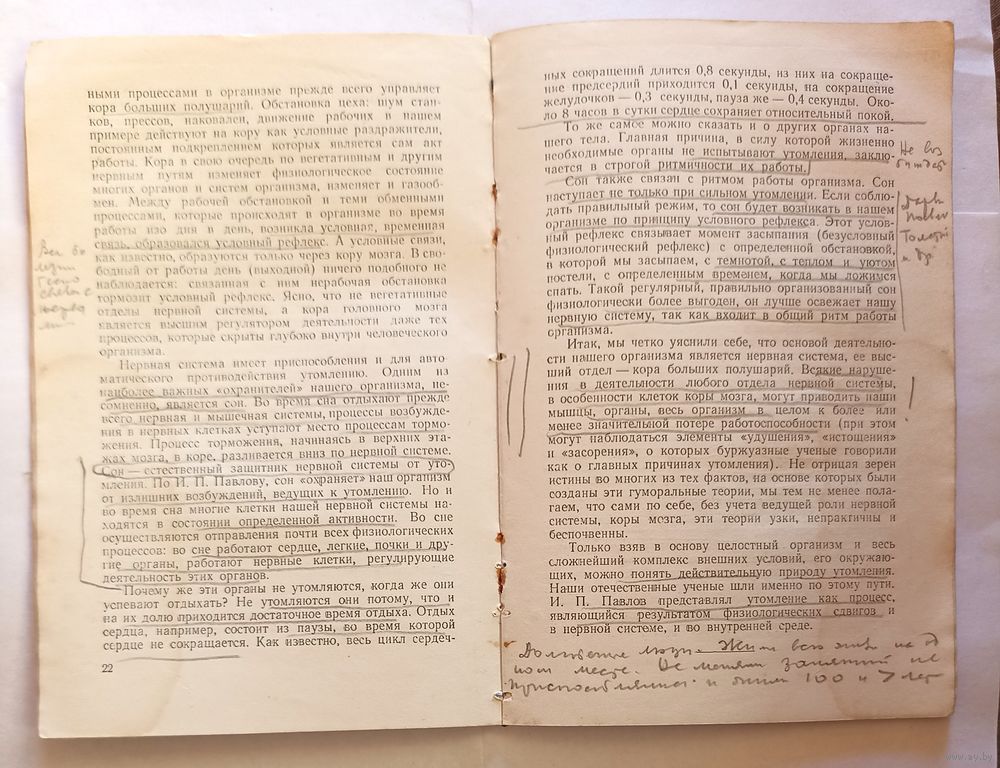 ными процессами в организме прежде всего управляет
кора больших полушарий. Обстановка цеха: шум стан-
ков, прессов, наковален, движение рабочих в нашем
примере действуют на кору как условные раздражители,
постоянным подкреплением которых является сам акт
работы. Кора в свою очередь по вегетативным и другим
нервным путям изменяет физиологическое состояние
многих органов и систем организма, изменяет и газооб-
мен. Между рабочей обстановкой и теми обменными
процессами, которые происходят в организме во время
работы изо дня в день, возникла условная, временная
связь, образовался условный рефлекс. А условные связи,
как известно, образуются только через кору мозга. В сво-
бодный от работы день (выходной) ничего подобного не
наблюдается: связанная с ним нерабочая обстановка
тормозит условный рефлекс. Ясно, что не вегетативные
отделы нервной системы, а кора головного мозга
является высшим регулятором деятельности даже тех
процессов, которые скрыты глубоко внутри человеческого
организма.
Нервная система имеет приспособления и для авто-
матического противодействия утомлению. Одним из
наиболее важных «охранителей» нашего организма, не-
сомненно, является сон. Во время сна отдыхают прежде
всего нервная и мышечная системы, процессы возбужде-
ния в нервных клетках уступают место процессам тормо-
жения. Процесс торможения, начинаясь в верхних эта-
жах мозга, в коре, разливается вниз по нервной системе.
Сон — естественный защитник нервной системы от уто-
мления. По И. П. Павлову, сон «охраняет» наш организм
от излишних возбуждений, ведущих к утомлению. Но и
во время сна многие клетки нашей нервной системы на-
ходятся в состоянии определенной активности. Во сне
осуществляются отправления почти всех физиологических
процессов: во сне работают сердце, легкие, почки и дру-
гие органы, работают нервные клетки, регулирующие
деятельность этих органов.
Почему же эти органы не утомляются, когда же они
успевают отдыхать? Не утомляются они потому, что и
на их долю приходится достаточное время отдыха. Отдых
сердца, например, состоит из паузы, во время которой
сердце не сокращается. Как известно, весь цикл сердеч-
22
ных сокращений длится 0,8 секунды, из них на сокраще-
ние предсердий приходится 0,1 секунды, на сокращение
желудочков — 0,3 секунды, пауза же — 0,4 секунды. Око-
ло 8 часов в сутки сердце сохраняет относительный покой.
То же самое можно сказать и о других органах на-
шего тела. Главная причина, в силу которой жизненно
необходимые органы не испытывают утомления, заклю-
чается в строгой ритмичности их работы.
Сон также связан с ритмом работы организма. Сон
наступает не только при сильном утомлении. Если соблю-
дать правильный режим, то сон будет возникать в нашем
организме по принципу условного рефлекса. Этот услов-
ный рефлекс связывает момент засыпания (безусловный
физиологический рефлекс) с определенной обстановкой,
в которой мы засыпаем, с темнотой, с теплом и уютом
постели, с определенным временем, когда мы ложимся
спать. Такой регулярный, правильно организованный сон
физиологически более выгоден, он лучше освежает нашу
нервную систему, так как входит в общий ритм работы
организма.
Итак, мы четко уяснили себе, что основой деятельно-
сти нашего организма является нервная система, ее выс-
ший отдел — кора больших полушарий. Всякие наруше-
ния в деятельности любого отдела нервной системы,
в особенности клеток коры мозга, могут приводить наши
мышцы, органы, весь организм в целом к более или
менее значительной потере работоспособности (при этом
могут наблюдаться элементы «удушения», «истощения»
и «засорения», о которых буржуазные ученые говорили
как о главных причинах утомления). Не отрицая зерен
истины во многих из тех фактов, на основе которых были
созданы эти гуморальные теории, мы тем не менее пола-
гаем, что сами по себе, без учета ведущей роли нервной
системы, коры мозга, эти теории узки, непрактичны и
беспочвенны.
Только взяв в основу целостный организм и весь
сложнейший комплекс внешних условий, его окружаю-
щих, можно понять действительную природу утомления.
Наши отечественные ученые шли именно по этому пути.
И. П. Павлов представлял утомление как процесс,
являющийся результатом физиологических сдвигов и
в нервной системе, и во внутренней среде.
люди жи
месте. Не меняли занятий
и 100 и > лет
Толстой
и др
www.ay.by